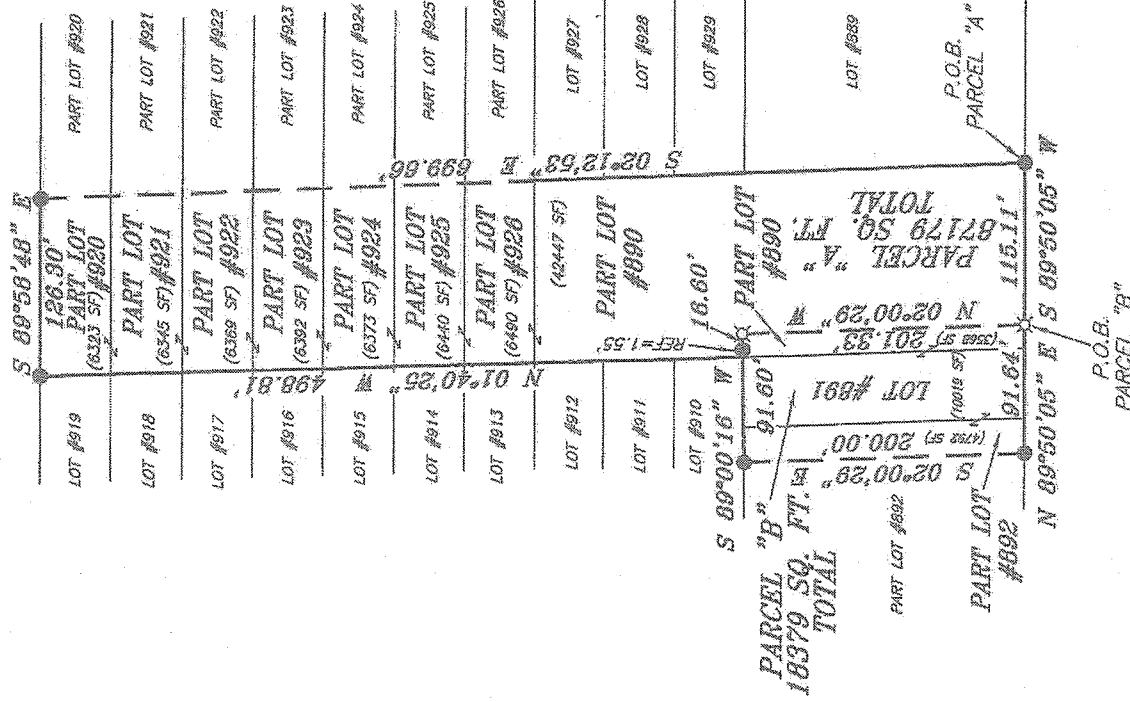 S 89°58'48" E
126.30'
PART LOT
(6323 SF) #920
PART LOT
(6345 SF) #921
PART LOT
(6369 SF) #922
PART LOT
(6392 SF) #923
PART LOT
(6373 SF) #924
PART LOT
(6440 SF) #925
PART LOT
(6490 SF) #926
(42447 SF)
PART LOT
#890
LOT #919
LOT #918
LOT #917
LOT #916
LOT #915
LOT #914
LOT #913
LOT #912
LOT #911
LOT #910
PART LOT #920
PART LOT #921
PART LOT #922
PART LOT #923
PART LOT #924
PART LOT #925
PART LOT #926
LOT #927
LOT #928
LOT #929
LOT #889
N 01°40'25" W 498.81'
S 02°12'53" E 699.66'
REF=1.55'
16.60'
PART LOT
#890
PARCEL "A"
87179 SQ. FT.
TOTAL
N 02°00'29" W
201.33'
(3568 SF)
S 89°00'16" W
91.60'
LOT #891
(10019 SF)
(4792 SF)
200.00'
S 02°00'29" E
91.64'
N 89°50'05" E
S 89°50'05" W
115.11'
PARCEL "B"
18379 SQ. FT.
TOTAL
PART LOT #892
PART LOT
#892
P.O.B.
PARCEL "A"
P.O.B.
PARCEL "B"